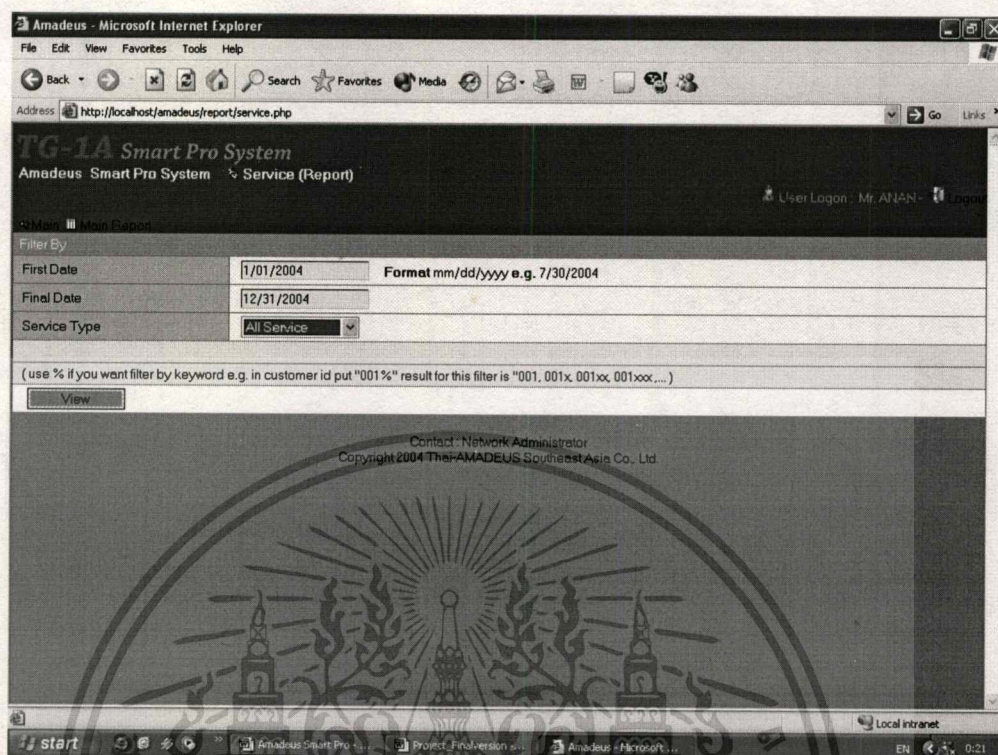 Amadeus - Microsoft Internet Explorer
File Edit View Favorites Tools Help
Back Search Favorites Media
Address http://localhost/amadeus/report/service.php Go Links
TG-1A Smart Pro System
Amadeus Smart Pro System Service (Report)
User Logon : Mr. ANAN - Logout
Main Main Report
Filter By
First Date 1/01/2004 Format mm/dd/yyyy e.g. 7/30/2004
Final Date 12/31/2004
Service Type All Service
( use % if you want filter by keyword e.g. in customer id put "001%" result for this filter is "001, 001x, 001xx, 001xxx,... )
View
Contact : Network Administrator
Copyright 2004 Thai-AMADEUS Southeast Asia Co., Ltd.
Local intranet
start Amadeus Smart Pro - ... Project_Finalversion ... Amadeus - Microsoft ... EN 0:21